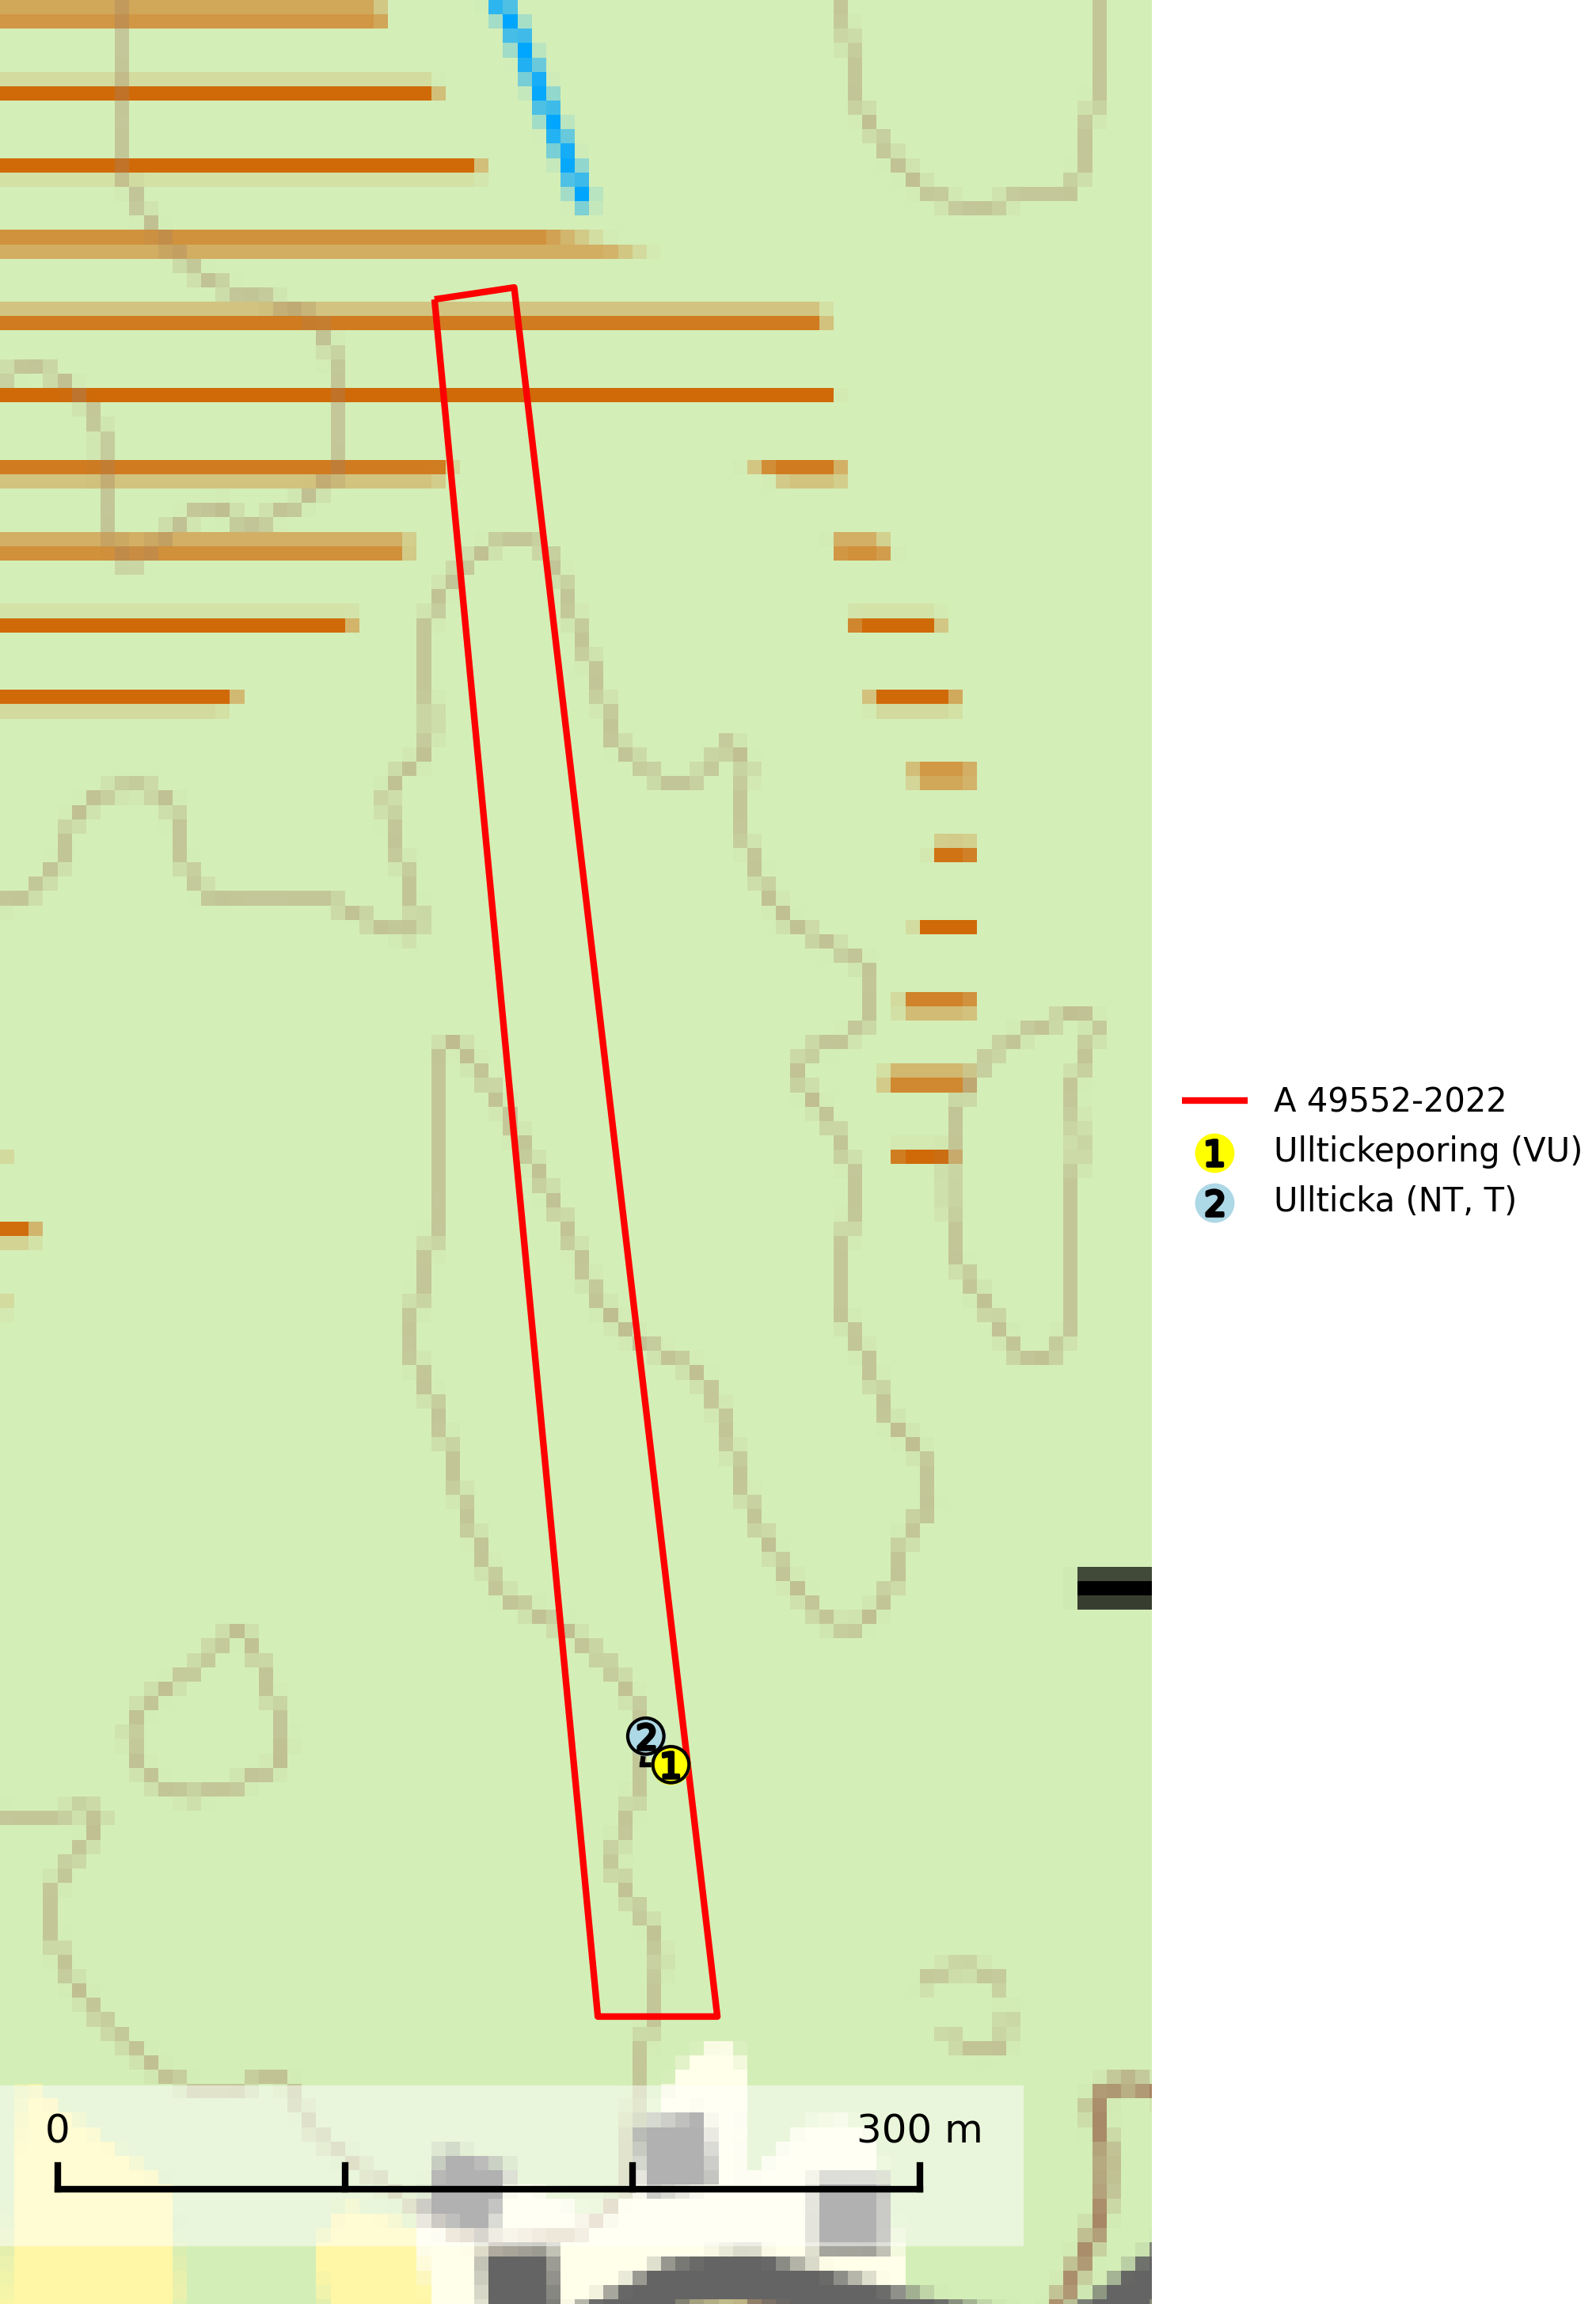 A 49552-2022
1 Ullticke­poring (VU)
2 Ullticka (NT, T)
2
1
0 300 m